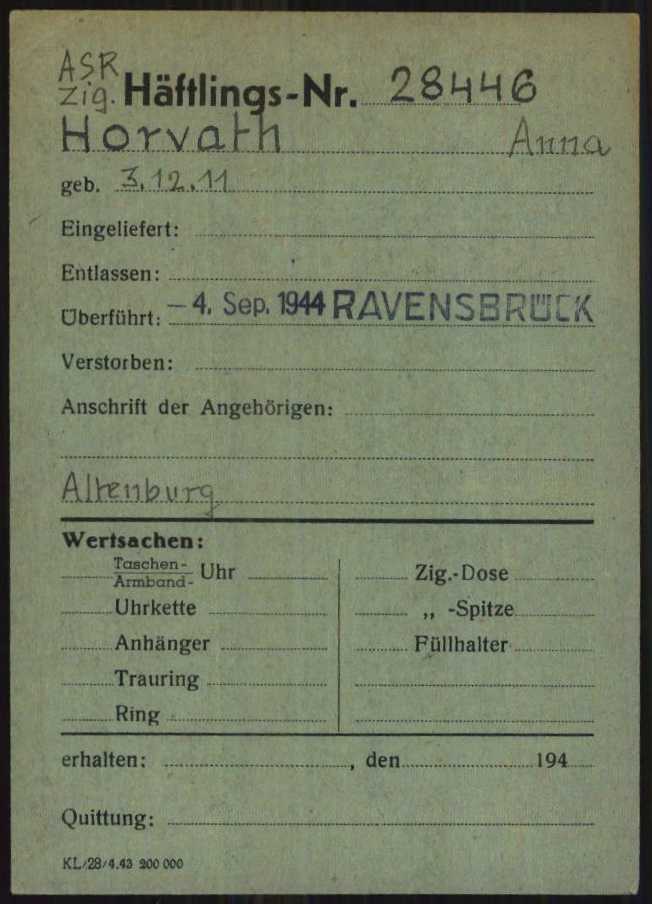 ASR
Zig. Häftlings-Nr. 28446
Horvath Anna
geb. 3.12.11
Eingeliefert:
Entlassen:
Überführt: - 4. Sep. 1944 RAVENSBRÜCK
Verstorben:
Anschrift der Angehörigen:
Altenburg
Wertsachen:
Taschen-
Armband- Uhr Zig.-Dose
Uhrkette „ -Spitze
Anhänger Füllhalter
Trauring
Ring
erhalten: , den 194
Quittung:
KL/28/4.43 200 000